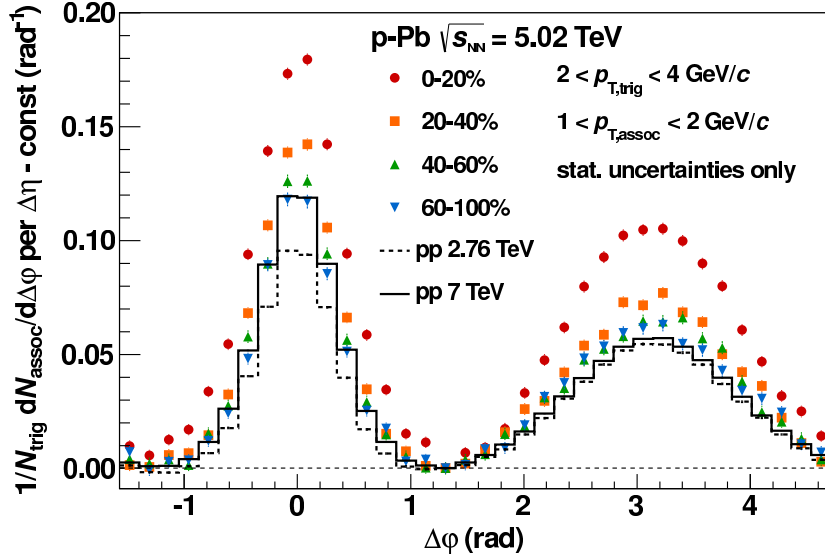 p-Pb √sNN = 5.02 TeV
0-20%
20-40%
40-60%
60-100%
pp 2.76 TeV
pp 7 TeV
2 < pT,trig < 4 GeV/c
1 < pT,assoc < 2 GeV/c
stat. uncertainties only
1/Ntrig dNassoc/dΔφ per Δη - const (rad-1)
0.20
0.15
0.10
0.05
0.00
-1 0 1 2 3 4
Δφ (rad)